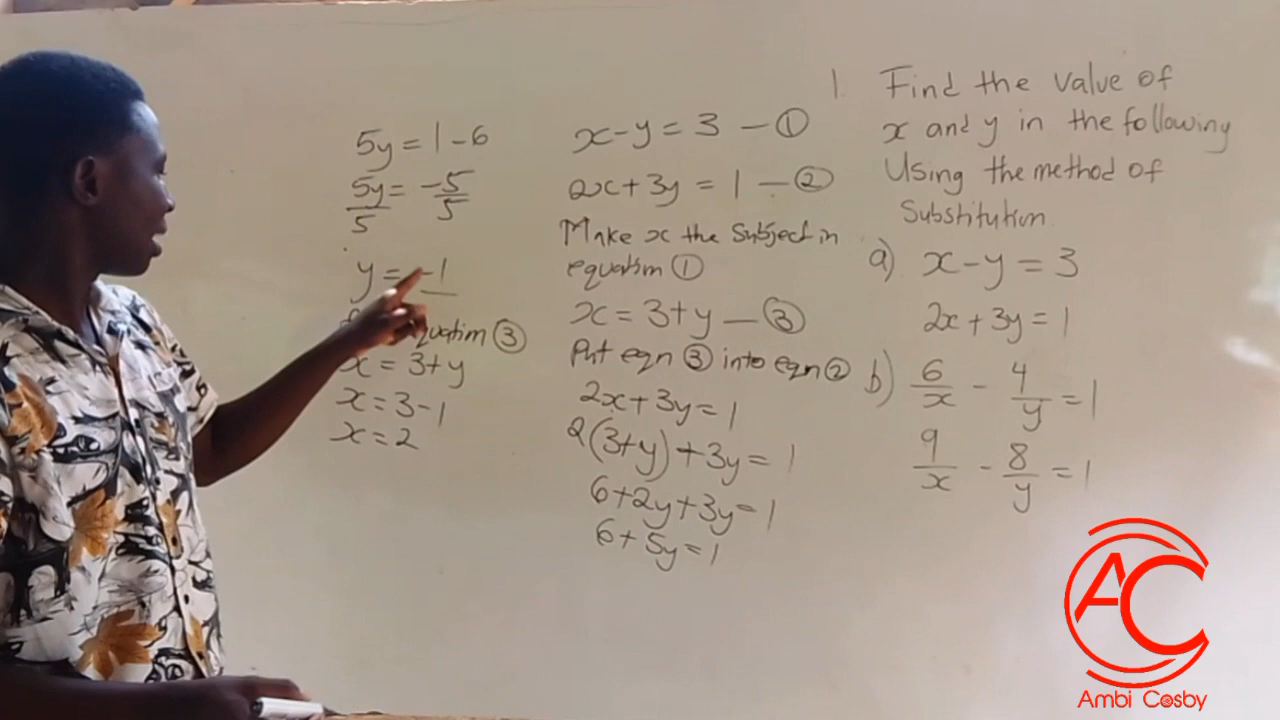 1. Find the value of
x and y in the following
Using the method of
Substitution
a) x-y=3
2x+3y=1
b) 6/x - 4/y = 1
9/x - 8/y = 1
x-y=3 — ①
2x+3y = 1 — ②
Make x the Subject in
equation ①
x = 3+y — ③
Put eqn ③ into eqn ②
2x+3y=1
2(3+y)+3y=1
6+2y+3y=1
6+5y=1
5y=1-6
5y/5 = -5/5
y=-1
equation ③
x=3+y
x=3-1
x=2
AC
Ambi Cosby